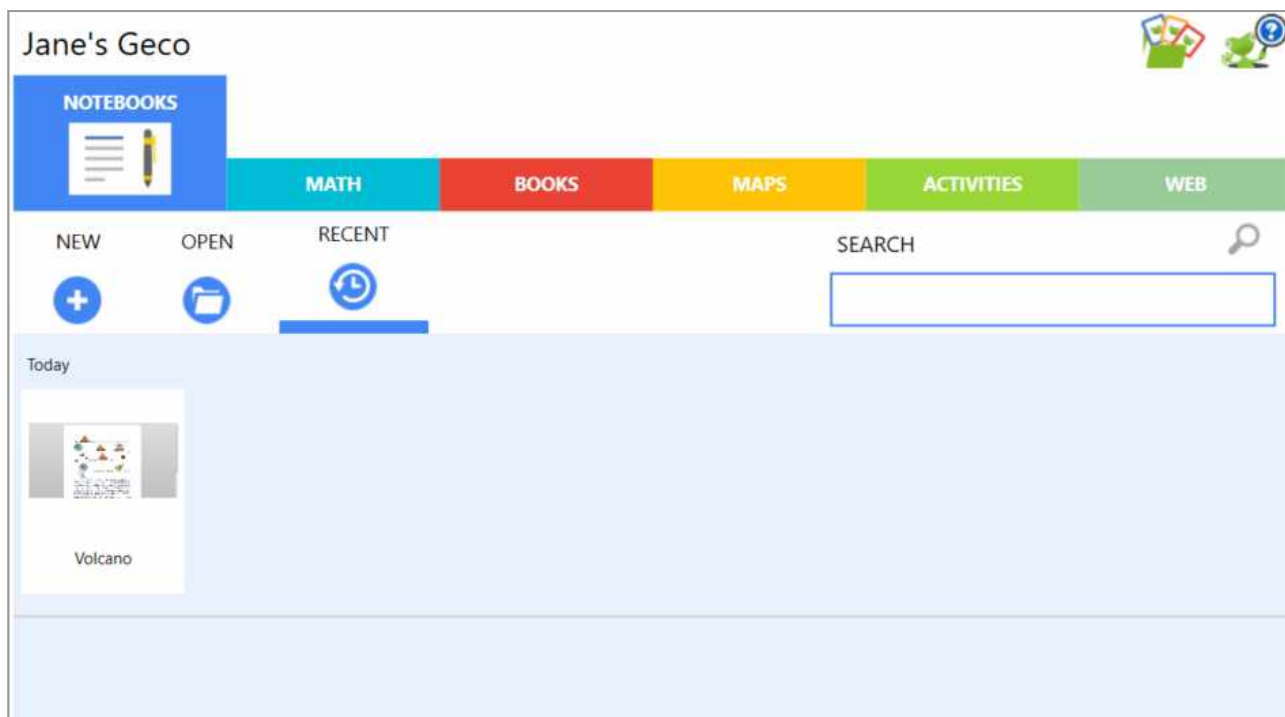 Jane's Geco
NOTEBOOKS
MATH BOOKS MAPS ACTIVITIES WEB
NEW OPEN RECENT SEARCH
Today
Volcano